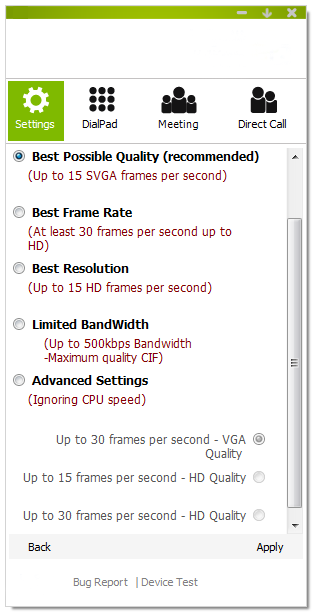 Settings DialPad Meeting Direct Call
Best Possible Quality (recommended)
(Up to 15 SVGA frames per second)
Best Frame Rate
(At least 30 frames per second up to
HD)
Best Resolution
(Up to 15 HD frames per second)
Limited BandWidth
(Up to 500kbps Bandwidth
-Maximum quality CIF)
Advanced Settings
(Ignoring CPU speed)
Up to 30 frames per second - VGA
Quality
Up to 15 frames per second - HD Quality
Up to 30 frames per second - HD Quality
Back Apply
Bug Report | Device Test